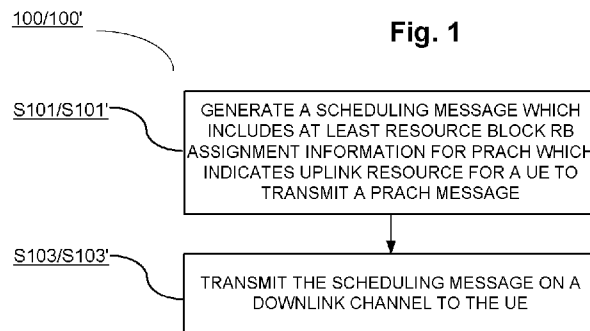 100/100'
Fig. 1
S101/S101'
GENERATE A SCHEDULING MESSAGE WHICH
INCLUDES AT LEAST RESOURCE BLOCK RB
ASSIGNMENT INFORMATION FOR PRACH WHICH
INDICATES UPLINK RESOURCE FOR A UE TO
TRANSMIT A PRACH MESSAGE
S103/S103'
TRANSMIT THE SCHEDULING MESSAGE ON A
DOWNLINK CHANNEL TO THE UE